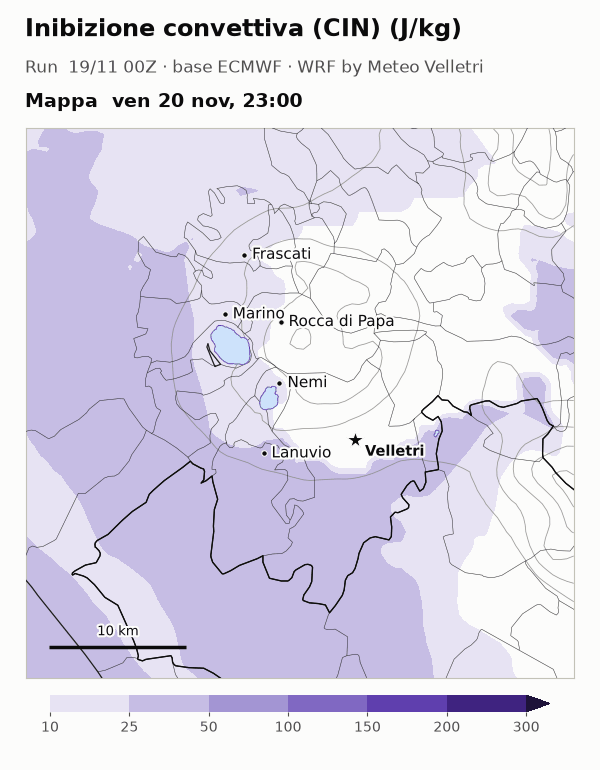 Inibizione convettiva (CIN) (J/kg)
Run 19/11 00Z · base ECMWF · WRF by Meteo Velletri
Mappa ven 20 nov, 23:00
Frascati
Marino
Rocca di Papa
Nemi
Velletri
Lanuvio
10 km
10 25 50 100 150 200 300